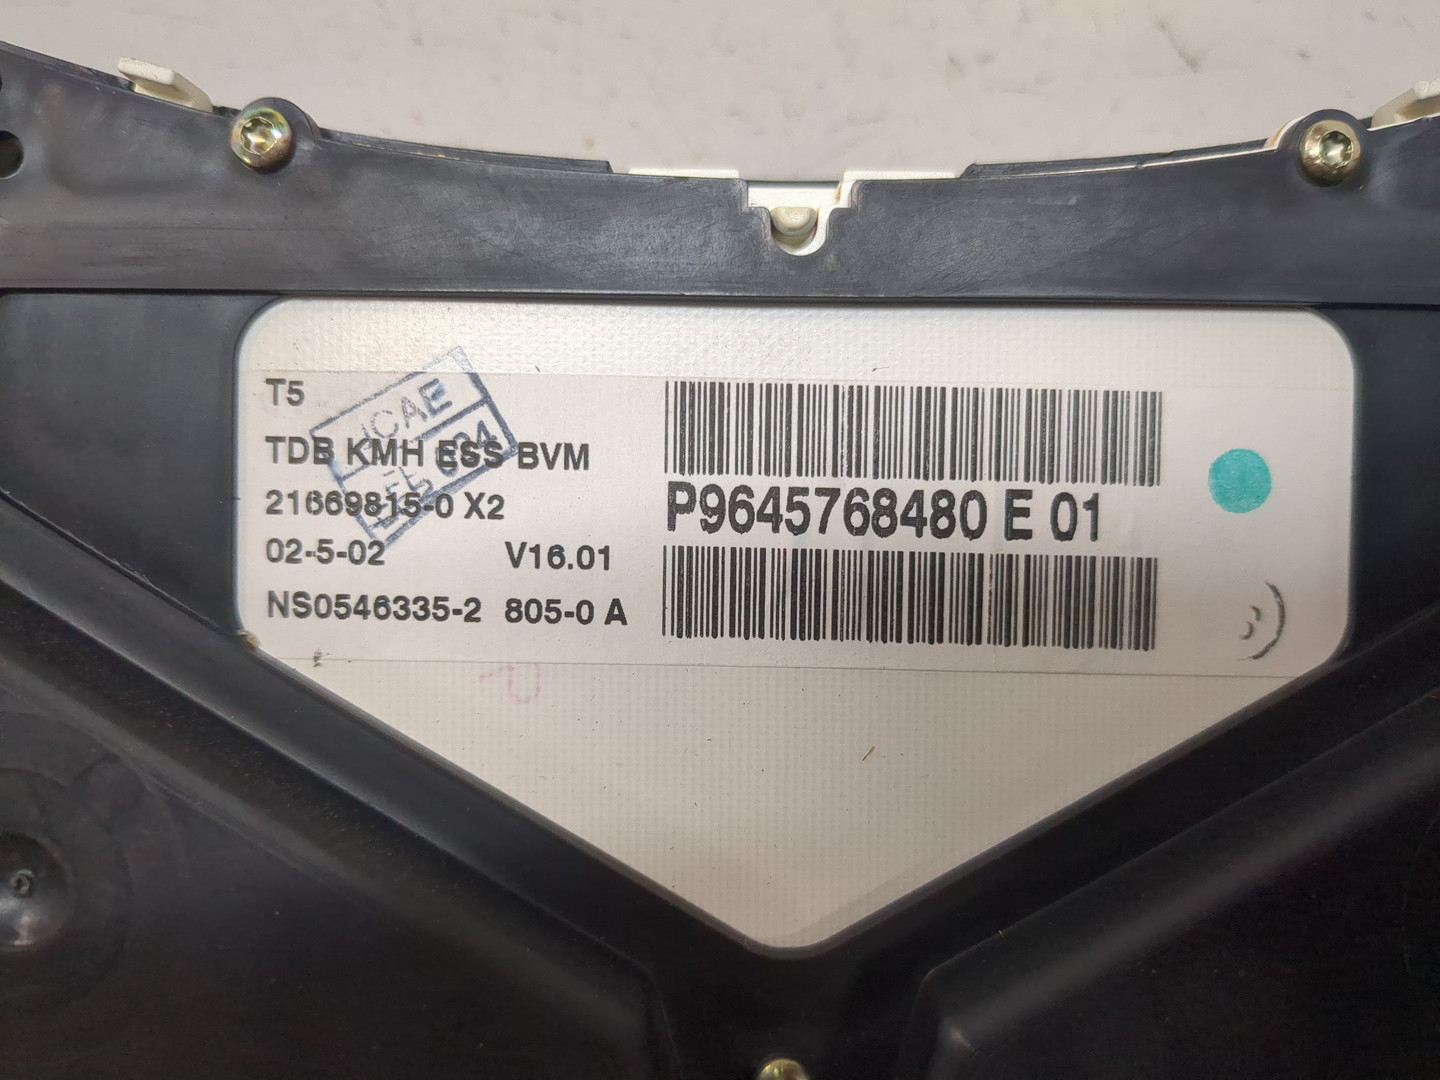 T5
TDB KMH ESS BVM
21669815-0 X2
02-5-02 V16.01
NS0546335-2 805-0 A
P9645768480 E 01